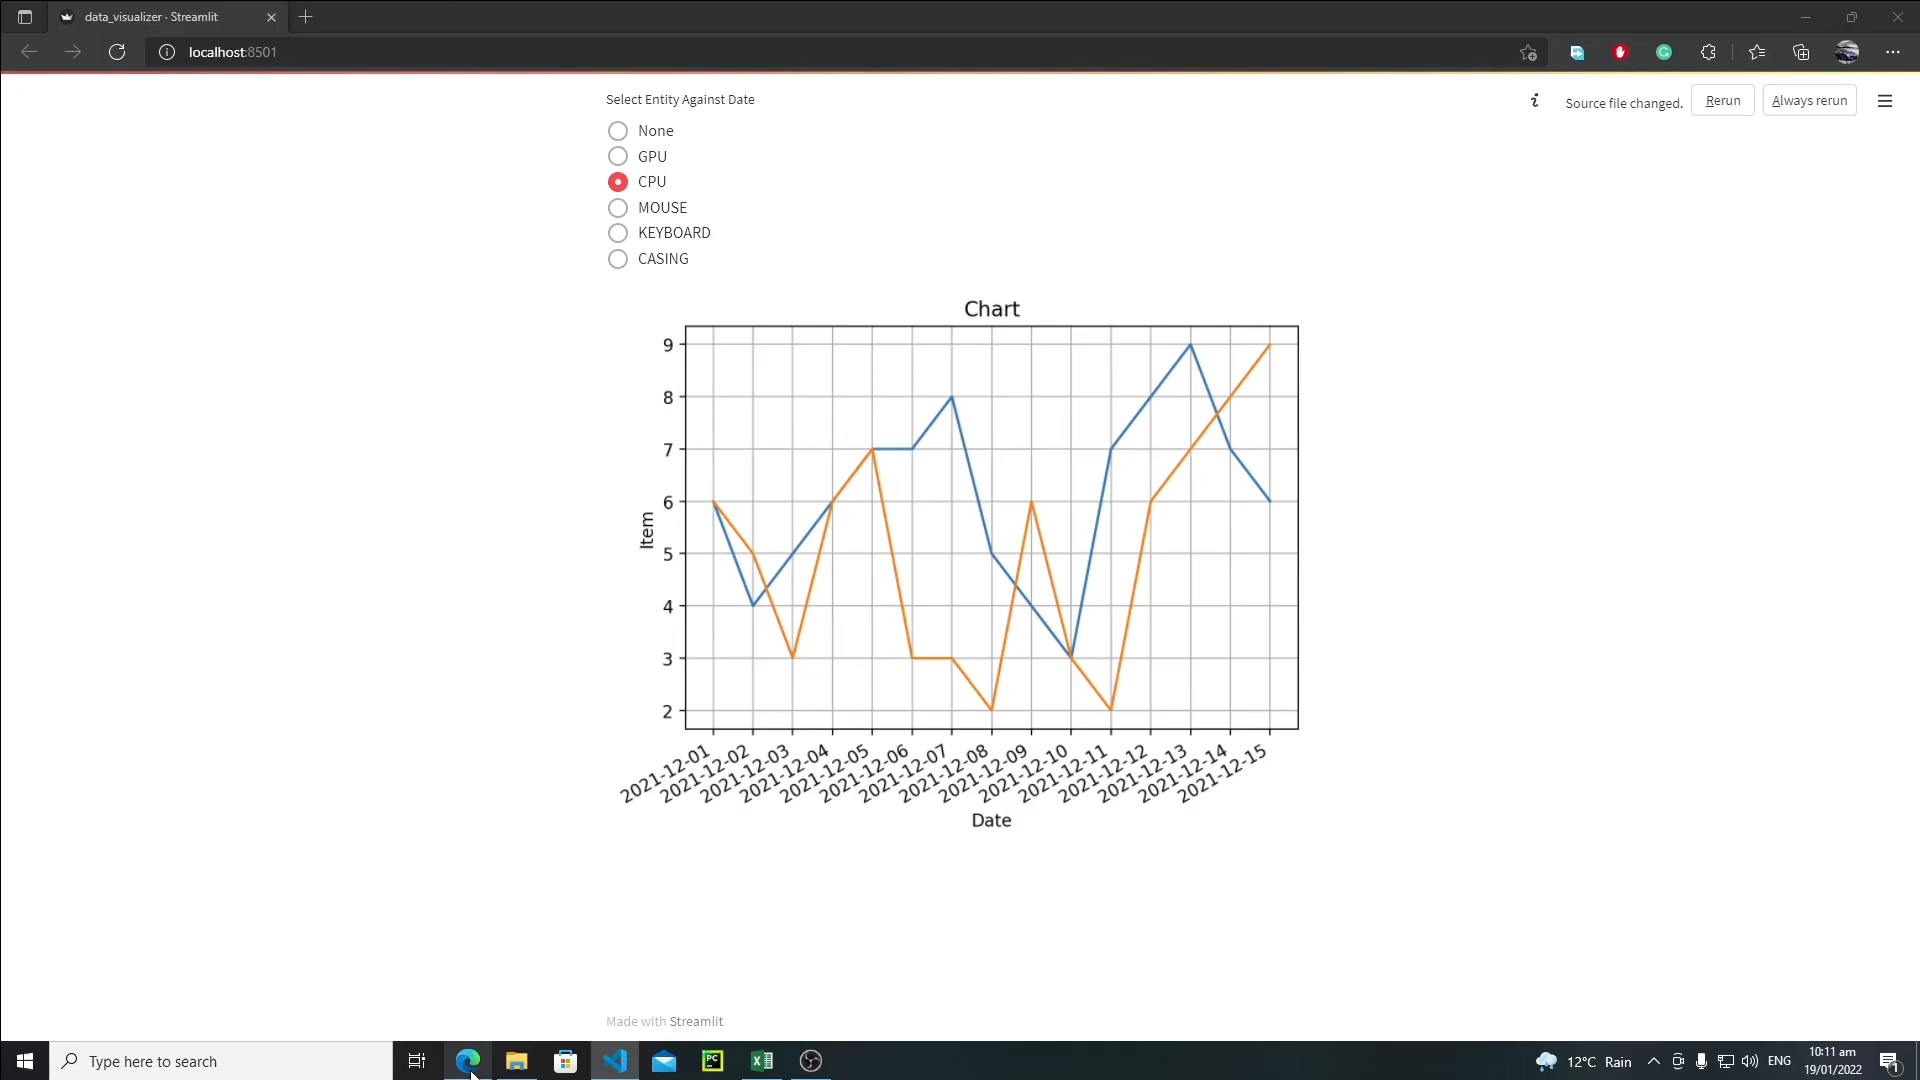 data_visualizer · Streamlit
localhost:8501
Select Entity Against Date
Source file changed.
Rerun
Always rerun
None
GPU
CPU
MOUSE
KEYBOARD
CASING
Chart
9
8
7
6
5
4
3
2
Item
2021-12-01
2021-12-02
2021-12-03
2021-12-04
2021-12-05
2021-12-06
2021-12-07
2021-12-08
2021-12-09
2021-12-10
2021-12-11
2021-12-12
2021-12-13
2021-12-14
2021-12-15
Date
Made with Streamlit
Type here to search
PC
12°C Rain
ENG
10:11 am
19/01/2022
1